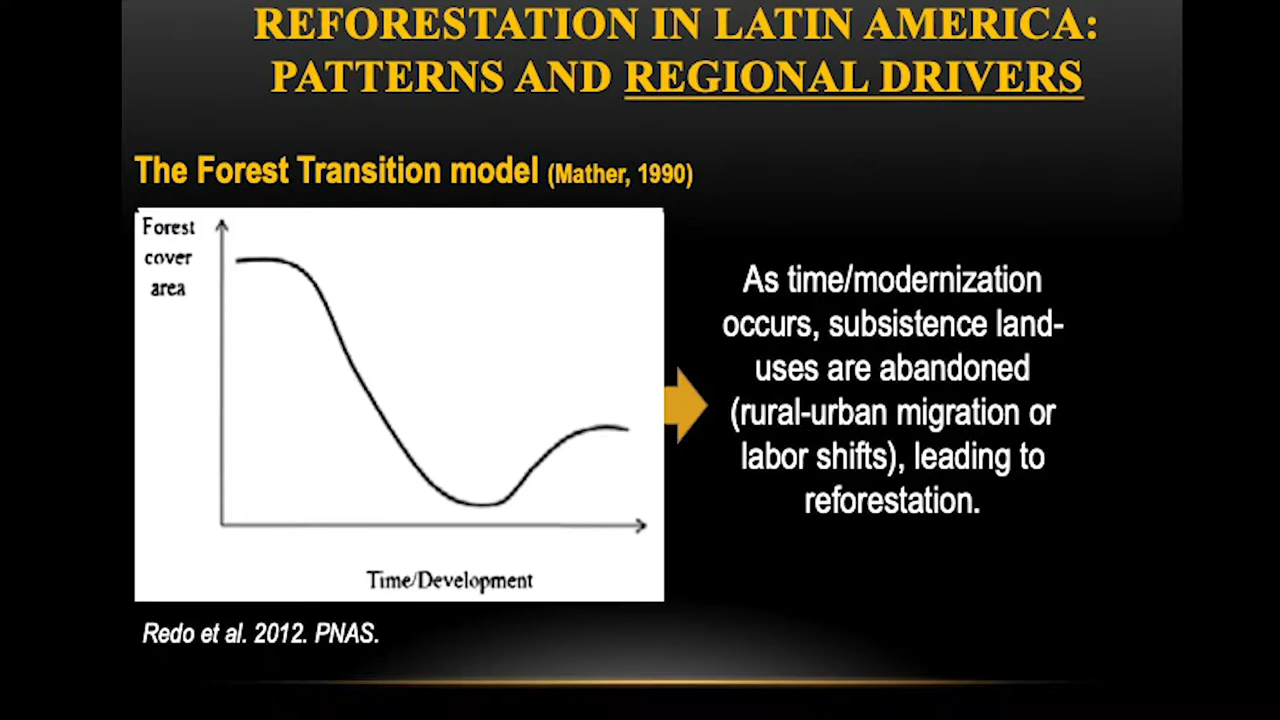 REFORESTATION IN LATIN AMERICA:
PATTERNS AND REGIONAL DRIVERS
The Forest Transition model (Mather, 1990)
Forest
cover
area
Time/Development
As time/modernization
occurs, subsistence land-
uses are abandoned
(rural-urban migration or
labor shifts), leading to
reforestation.
Redo et al. 2012. PNAS.